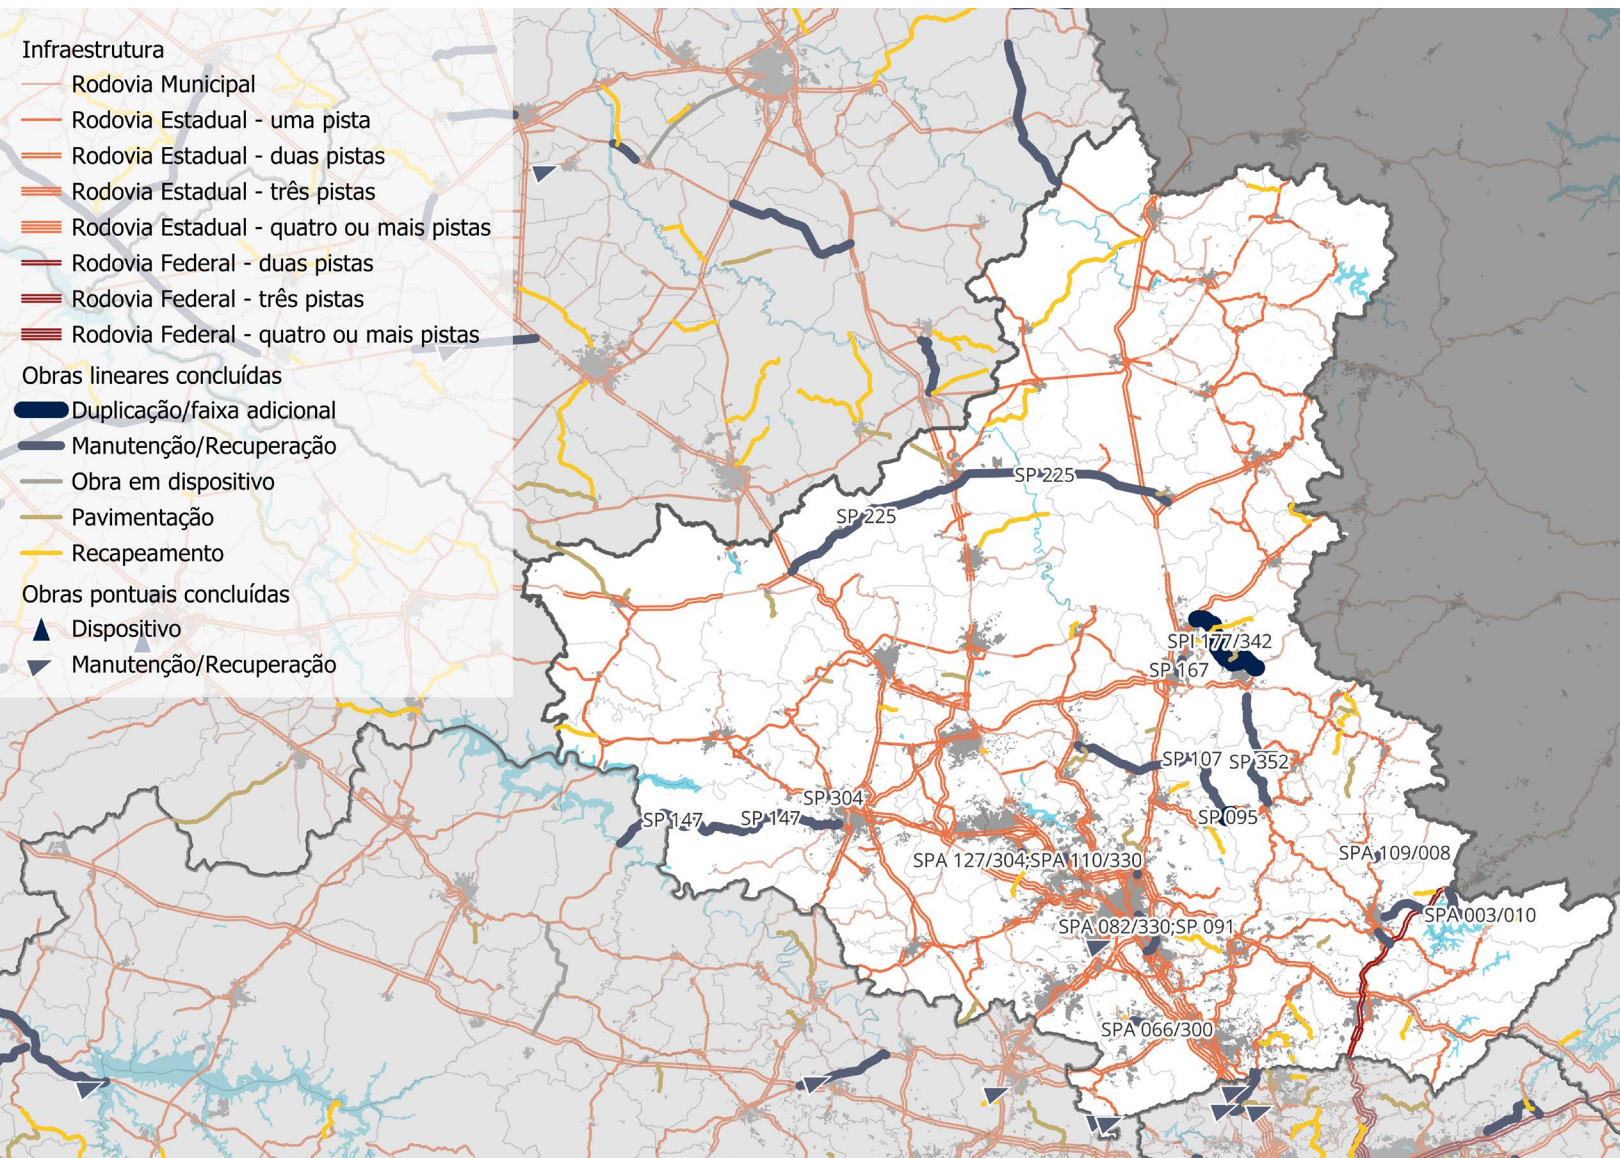 Infraestrutura
Rodovia Municipal
Rodovia Estadual - uma pista
Rodovia Estadual - duas pistas
Rodovia Estadual - três pistas
Rodovia Estadual - quatro ou mais pistas
Rodovia Federal - duas pistas
Rodovia Federal - três pistas
Rodovia Federal - quatro ou mais pistas
Obras lineares concluídas
Duplicação/faixa adicional
Manutenção/Recuperação
Obra em dispositivo
Pavimentação
Recapeamento
Obras pontuais concluídas
Dispositivo
Manutenção/Recuperação
SP 225
SP 225
SPI 177/342
SP 167
SP 107
SP 352
SP 304
SP 147
SP 147
SP 095
SPA 127/304;SPA 110/330
SPA 109/008
SPA 003/010
SPA 082/330;SP 091
SPA 066/300